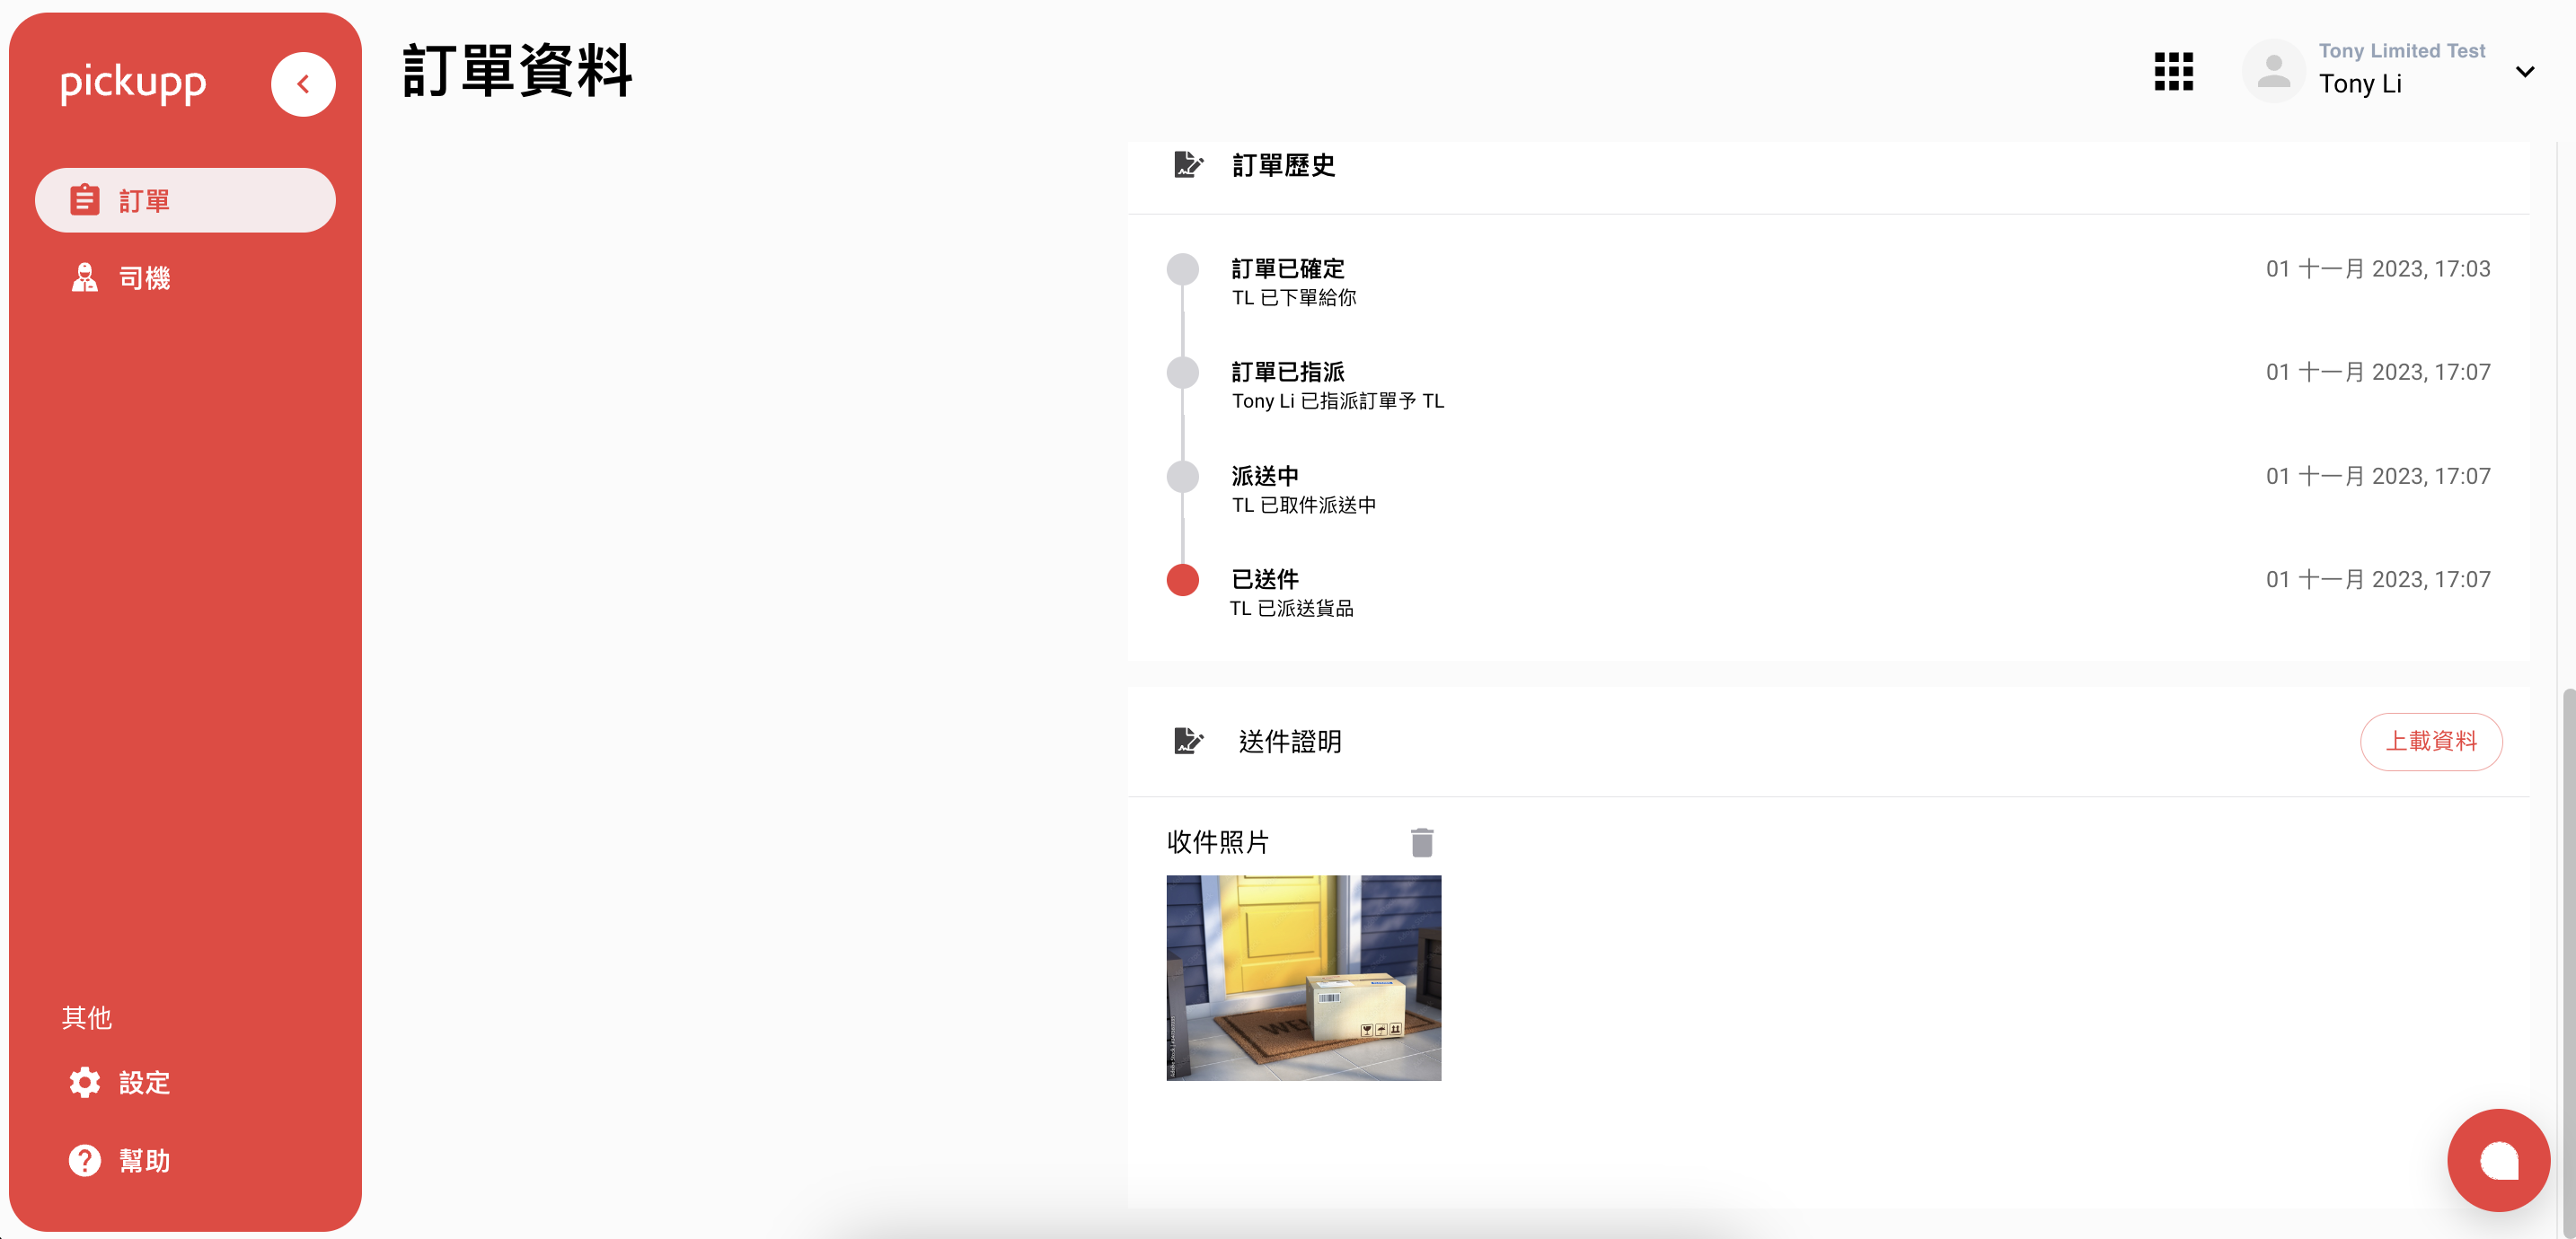 pickupp
訂單
司機
其他
設定
幫助
訂單資料
Tony Limited Test
Tony Li
訂單歷史
訂單已確定
01 十一月 2023, 17:03
TL 已下單給你
訂單已指派
01 十一月 2023, 17:07
Tony Li 已指派訂單予 TL
派送中
01 十一月 2023, 17:07
TL 已取件派送中
已送件
01 十一月 2023, 17:07
TL 已派送貨品
送件證明
上載資料
收件照片
WEL